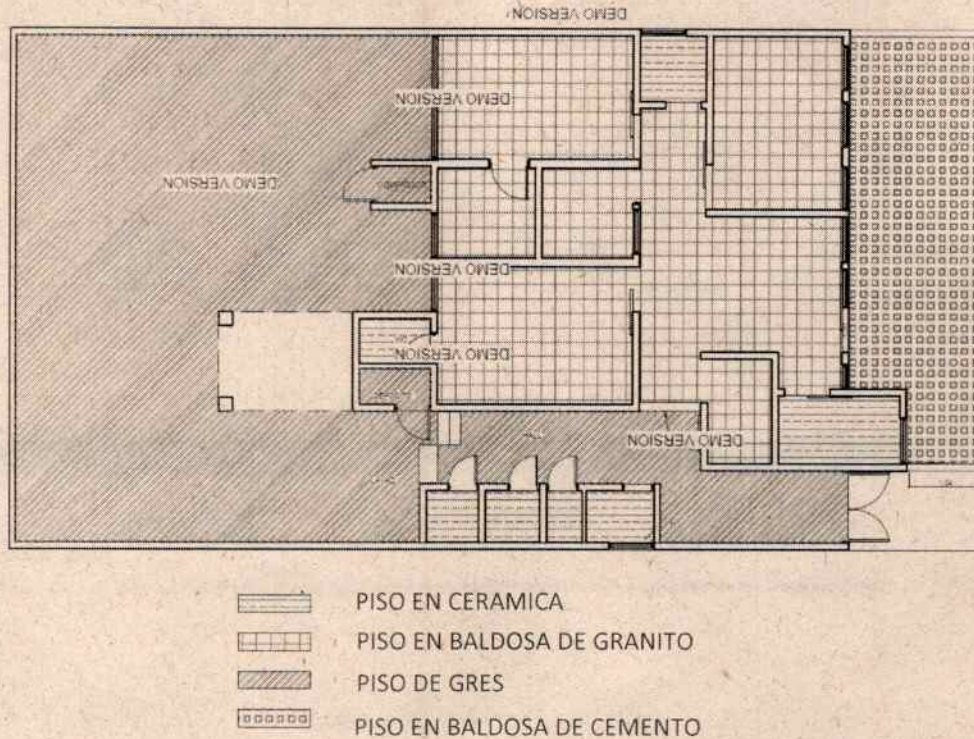 DEMO VERSION
DEMO VERSION
DEMO VERSION
DEMO VERSION
DEMO VERSION
DEMO VERSION
PISO EN CERAMICA
PISO EN BALDOSA DE GRANITO
PISO DE GRES
PISO EN BALDOSA DE CEMENTO